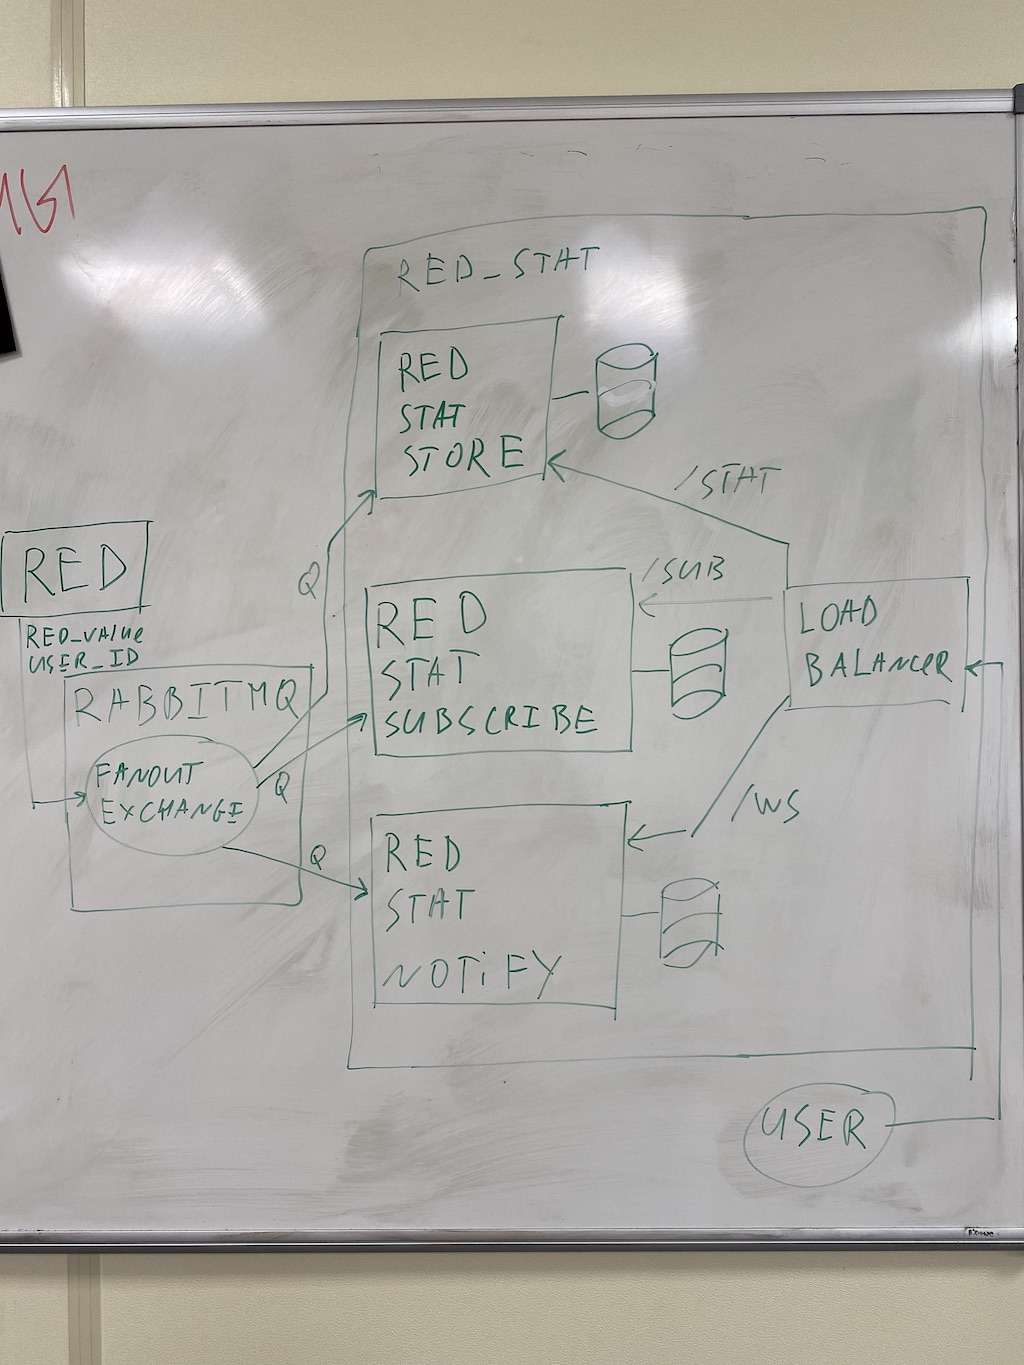 RED_STAT
RED
STAT
STORE
/STAT
RED
RED_VALUE
USER_ID
RABBITMQ
FANOUT
EXCHANGE
Q
Q
Q
/SUB
RED
STAT
SUBSCRIBE
LOAD
BALANCER
/WS
RED
STAT
NOTiFY
USER